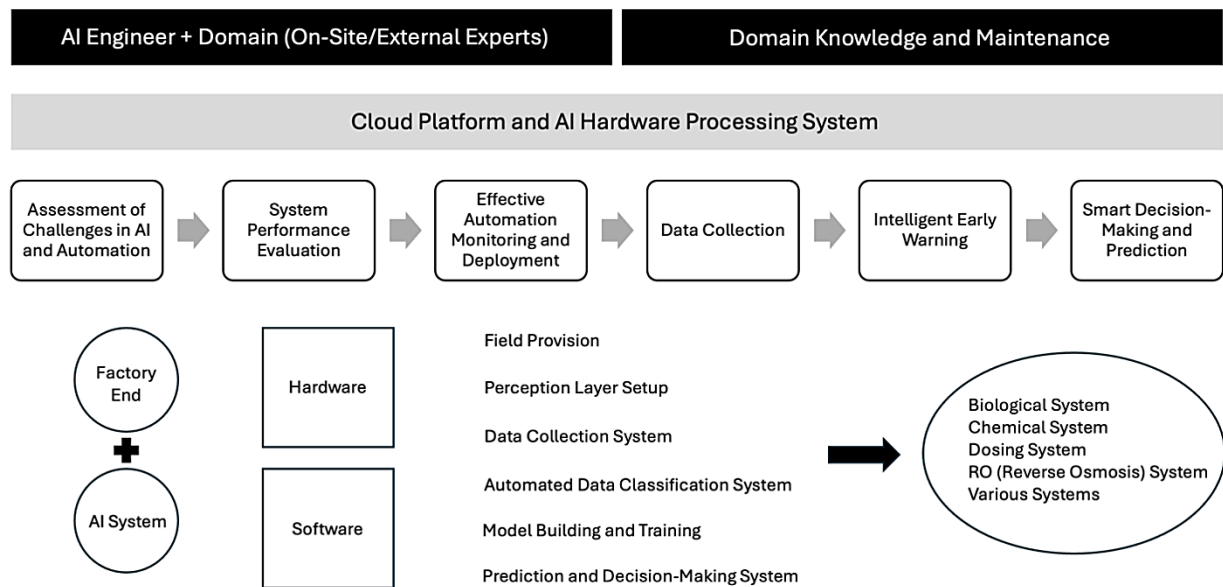 AI Engineer + Domain (On-Site/External Experts)
Domain Knowledge and Maintenance
Cloud Platform and AI Hardware Processing System
Assessment of
Challenges in AI
and Automation
System
Performance
Evaluation
Effective
Automation
Monitoring and
Deployment
Data Collection
Intelligent Early
Warning
Smart Decision-
Making and
Prediction
Factory
End
AI System
Hardware
Software
Field Provision
Perception Layer Setup
Data Collection System
Automated Data Classification System
Model Building and Training
Prediction and Decision-Making System
Biological System
Chemical System
Dosing System
RO (Reverse Osmosis) System
Various Systems